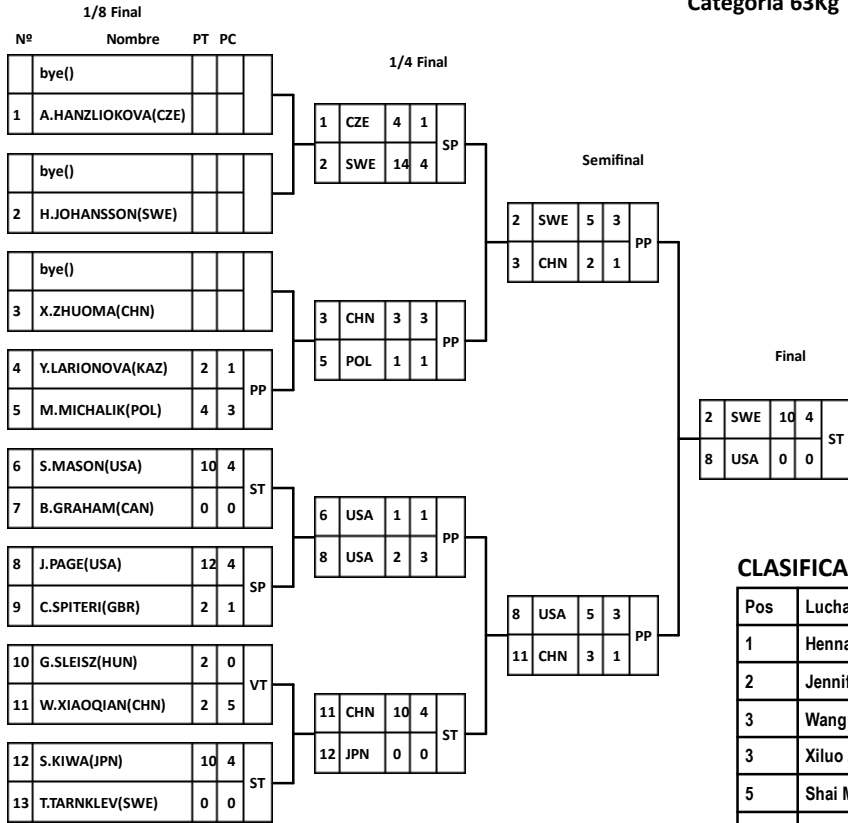 Categoría 63Kg
1/8 Final
Nº Nombre PT PC
bye()
1 A.HANZLIOKOVA(CZE)
bye()
2 H.JOHANSSON(SWE)
bye()
3 X.ZHUOMA(CHN)
4 Y.LARIONOVA(KAZ) 2 1
PP
5 M.MICHALIK(POL) 4 3
6 S.MASON(USA) 10 4
ST
7 B.GRAHAM(CAN) 0 0
8 J.PAGE(USA) 12 4
SP
9 C.SPITERI(GBR) 2 1
10 G.SLEISZ(HUN) 2 0
VT
11 W.XIAOQIAN(CHN) 2 5
12 S.KIWA(JPN) 10 4
ST
13 T.TARNKLEV(SWE) 0 0
1/4 Final
1 CZE 4 1
SP
2 SWE 14 4
3 CHN 3 3
PP
5 POL 1 1
6 USA 1 1
PP
8 USA 2 3
11 CHN 10 4
ST
12 JPN 0 0
Semifinal
2 SWE 5 3
PP
3 CHN 2 1
8 USA 5 3
PP
11 CHN 3 1
Final
2 SWE 10 4
ST
8 USA 0 0
CLASIFICA
Pos Lucha
1 Henna
2 Jennif
3 Wang
3 Xiluo
5 Shai M